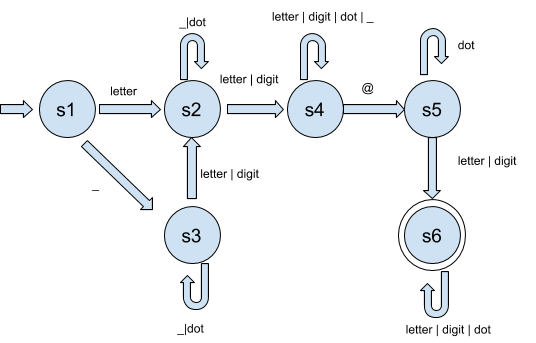 _|dot
letter | digit | dot | _
dot
letter
letter | digit
@
s1
s2
s4
s5
_
letter | digit
letter | digit
s3
s6
_|dot
letter | digit | dot